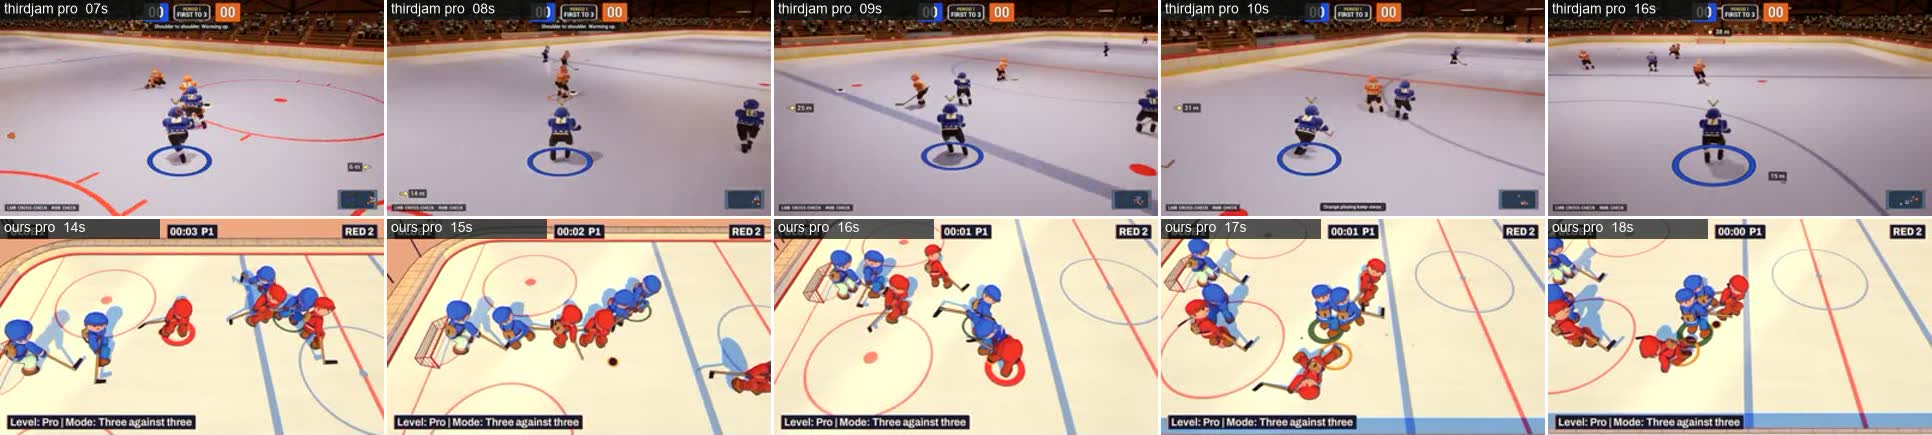 thirdjam pro 07s
00
PERIOD 1
FIRST TO 3
00
Shoulder to shoulder. Warming up.
6 m
LMB CROSS-CHECK RMB BODYCHECK
thirdjam pro 08s
00
PERIOD 1
FIRST TO 3
00
Shoulder to shoulder. Warming up.
14 m
thirdjam pro 09s
00
PERIOD 1
FIRST TO 3
00
25 m
thirdjam pro 10s
00
PERIOD 1
FIRST TO 3
00
31 m
Orange playing keep-away.
thirdjam pro 16s
00
PERIOD 1
FIRST TO 3
00
38 m
15 m
ours pro 14s
00:03 P1
RED 2
Level: Pro | Mode: Three against three
ours pro 15s
00:02 P1
RED 2
Level: Pro | Mode: Three against three
ours pro 16s
00:01 P1
RED 2
Level: Pro | Mode: Three against three
ours pro 17s
00:01 P1
RED 2
Level: Pro | Mode: Three against three
ours pro 18s
00:00 P1
RED 2
Level: Pro | Mode: Three against three